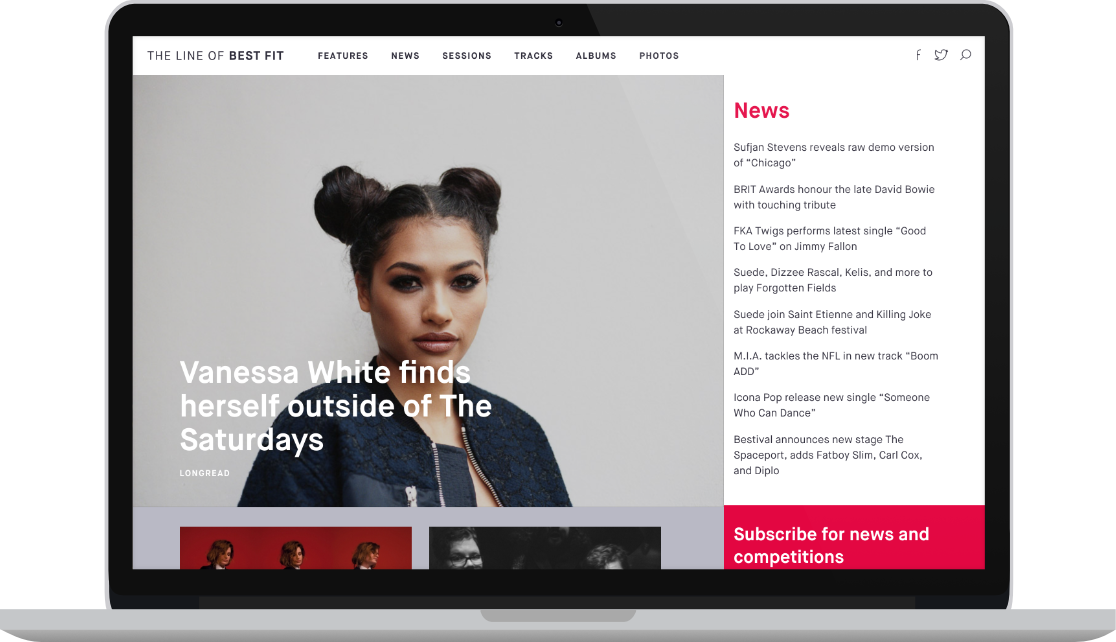 THE LINE OF BEST FIT
FEATURES NEWS SESSIONS TRACKS ALBUMS PHOTOS
Vanessa White finds
herself outside of The
Saturdays
LONGREAD
News
Sufjan Stevens reveals raw demo version
of “Chicago”
BRIT Awards honour the late David Bowie
with touching tribute
FKA Twigs performs latest single “Good
To Love” on Jimmy Fallon
Suede, Dizzee Rascal, Kelis, and more to
play Forgotten Fields
Suede join Saint Etienne and Killing Joke
at Rockaway Beach festival
M.I.A. tackles the NFL in new track “Boom
ADD”
Icona Pop release new single “Someone
Who Can Dance”
Bestival announces new stage The
Spaceport, adds Fatboy Slim, Carl Cox,
and Diplo
Subscribe for news and
competitions